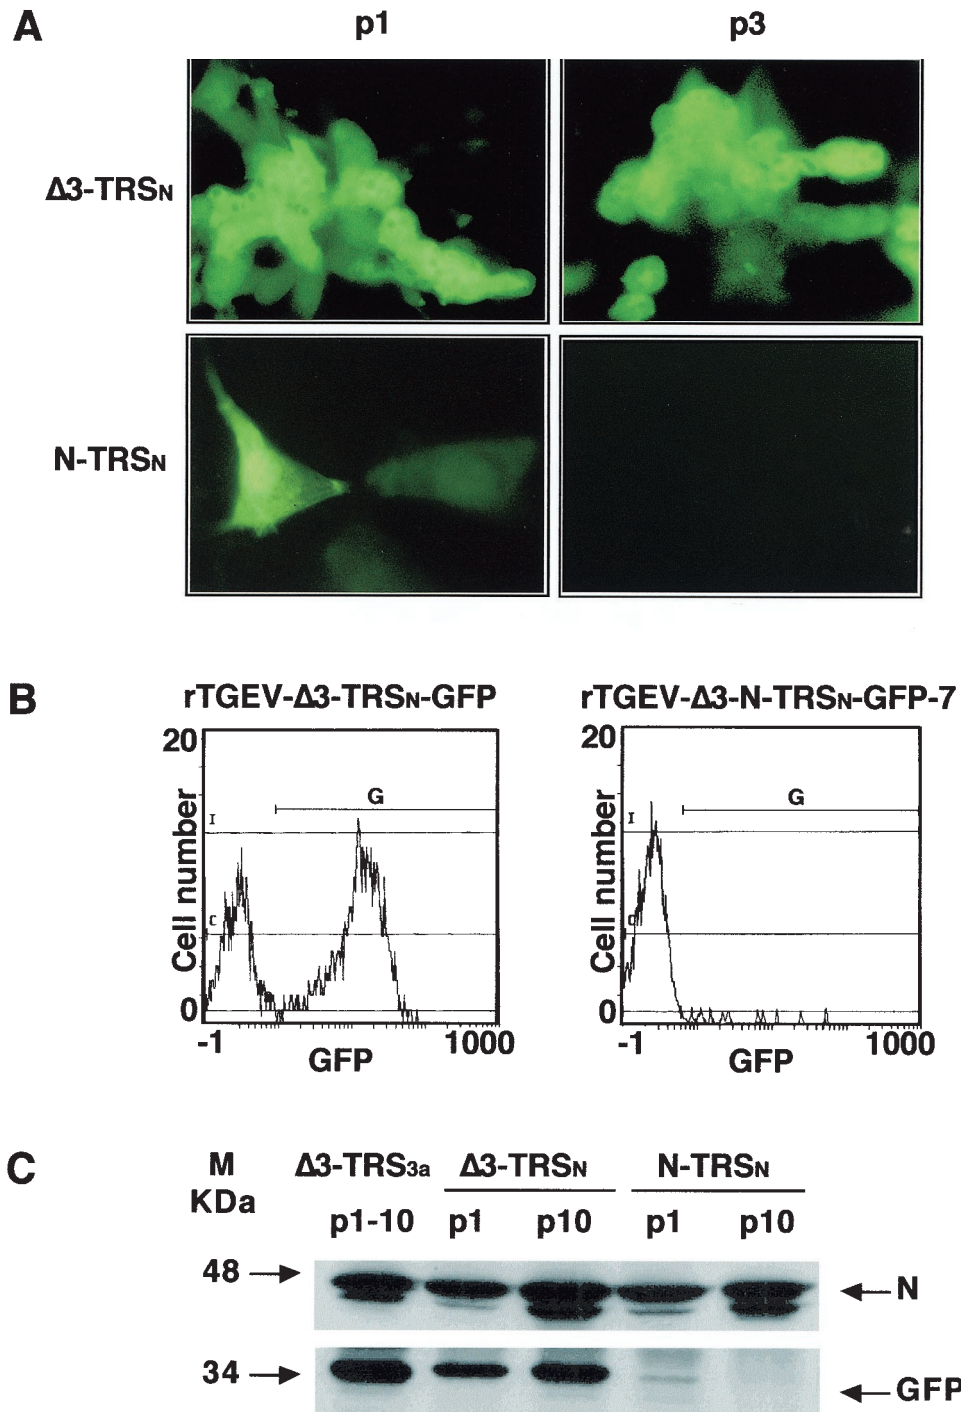 A
p1
p3
Δ3-TRSN
N-TRSN
B
rTGEV-Δ3-TRSN-GFP
rTGEV-Δ3-N-TRSN-GFP-7
20
Cell number
0
G
I
C
-1
1000
GFP
20
Cell number
0
G
I
C
-1
1000
GFP
C
M
KDa
Δ3-TRS3a
Δ3-TRSN
N-TRSN
p1-10
p1
p10
p1
p10
48
N
34
GFP